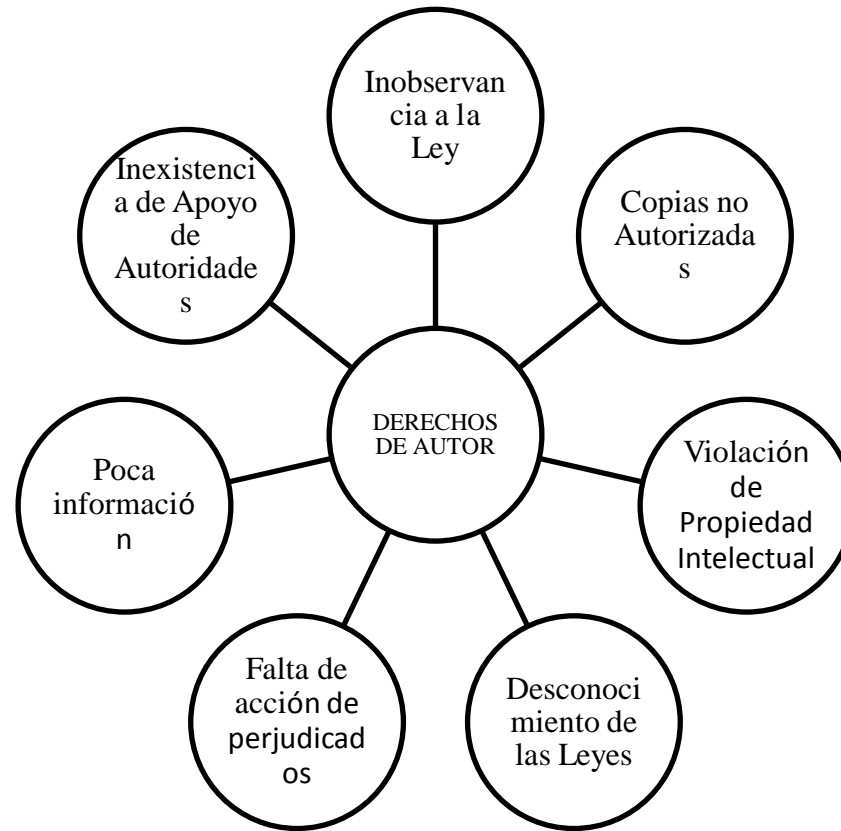 Inobservan
cia a la
Ley
Copias no
Autorizada
s
Violación
de
Propiedad
Intelectual
Desconoci
miento de
las Leyes
Falta de
acción de
perjudicad
os
Poca
informació
n
Inexistenci
a de Apoyo
de
Autoridade
s
DERECHOS
DE AUTOR